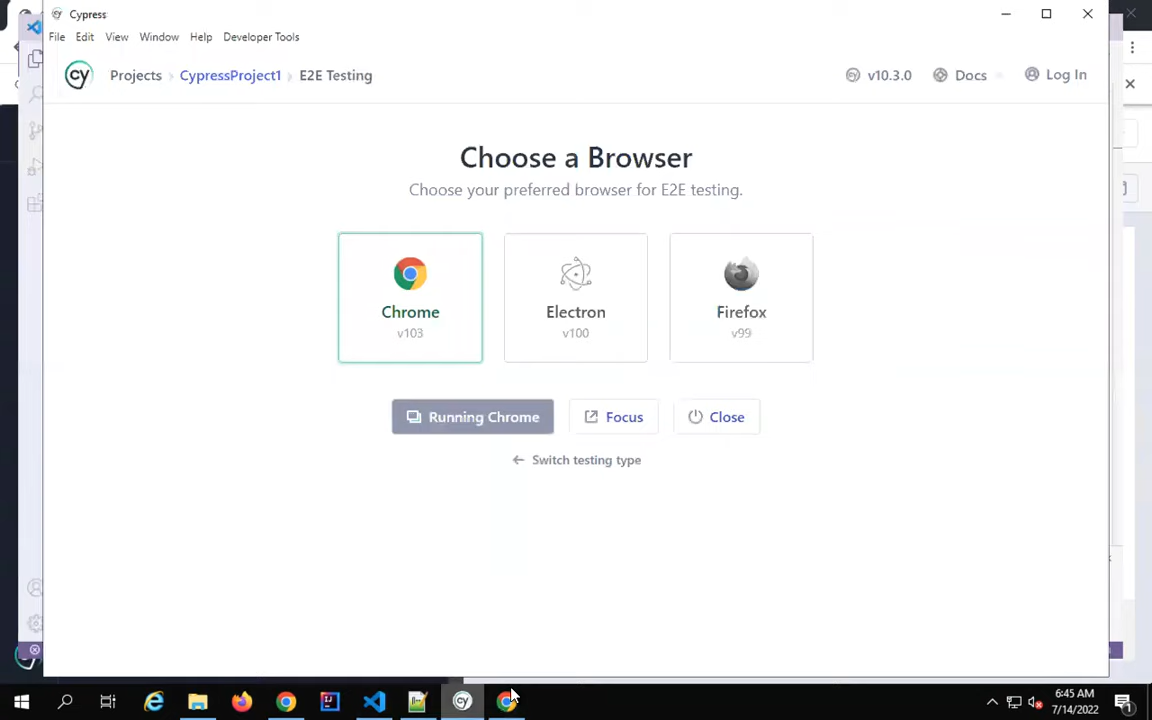 Cypress
File Edit View Window Help Developer Tools
cy Projects CypressProject1 E2E Testing v10.3.0 Docs Log In
Choose a Browser
Choose your preferred browser for E2E testing.
Chrome Electron Firefox
v103 v100 v99
Running Chrome Focus Close
Switch testing type
6:45 AM
7/14/2022